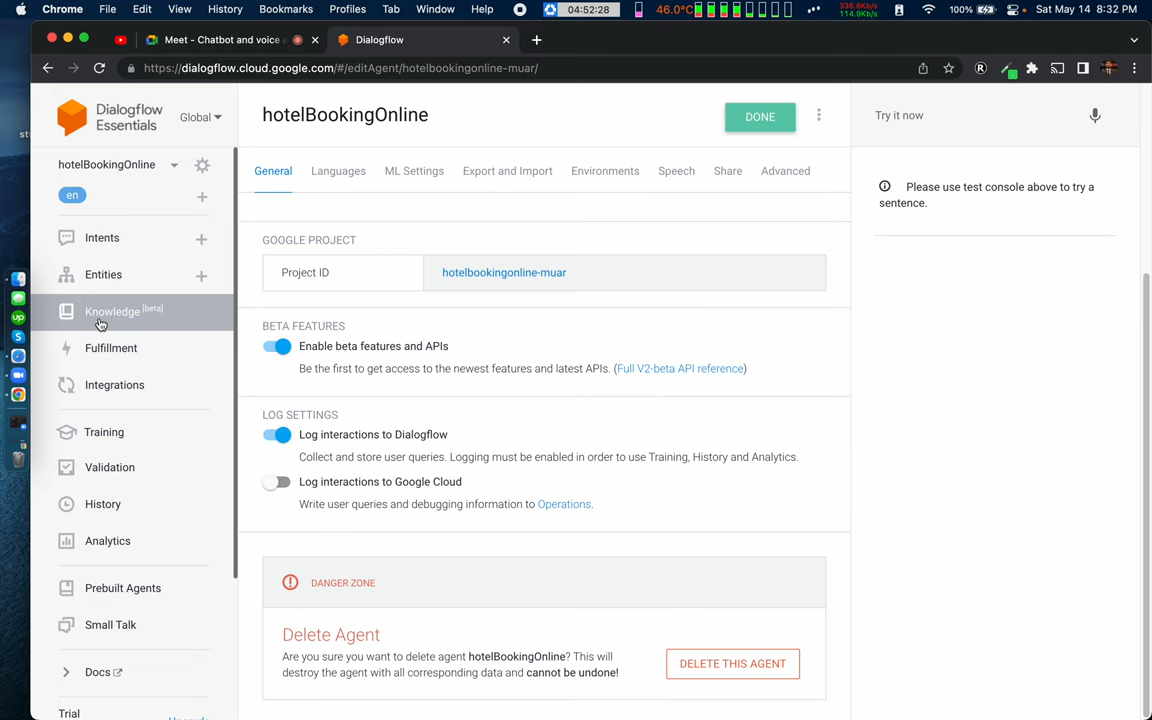 Chrome File Edit View History Bookmarks Profiles Tab Window Help 04:52:28 46.0°C 336.6Kb/s 114.9Kb/s 100% Sat May 14 8:32 PM
Meet - Chatbot and voice Dialogflow
https://dialogflow.cloud.google.com/#/editAgent/hotelbookingonline-muar/
Dialogflow Essentials Global
hotelBookingOnline DONE
Try it now
hotelBookingOnline
General Languages ML Settings Export and Import Environments Speech Share Advanced
en
Please use test console above to try a
sentence.
Intents
Entities
Knowledge [beta]
Fulfillment
Integrations
Training
Validation
History
Analytics
Prebuilt Agents
Small Talk
Docs
Trial
GOOGLE PROJECT
Project ID hotelbookingonline-muar
BETA FEATURES
Enable beta features and APIs
Be the first to get access to the newest features and latest APIs. (Full V2-beta API reference)
LOG SETTINGS
Log interactions to Dialogflow
Collect and store user queries. Logging must be enabled in order to use Training, History and Analytics.
Log interactions to Google Cloud
Write user queries and debugging information to Operations.
DANGER ZONE
Delete Agent
Are you sure you want to delete agent hotelBookingOnline? This will
destroy the agent with all corresponding data and cannot be undone!
DELETE THIS AGENT